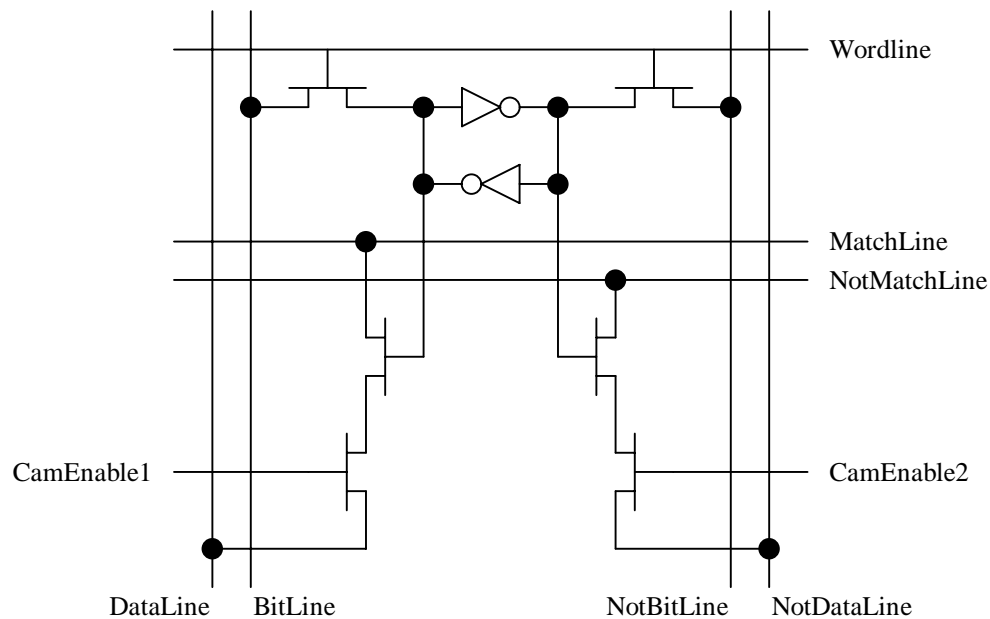 Wordline
MatchLine
NotMatchLine
CamEnable1
CamEnable2
DataLine
BitLine
NotBitLine
NotDataLine